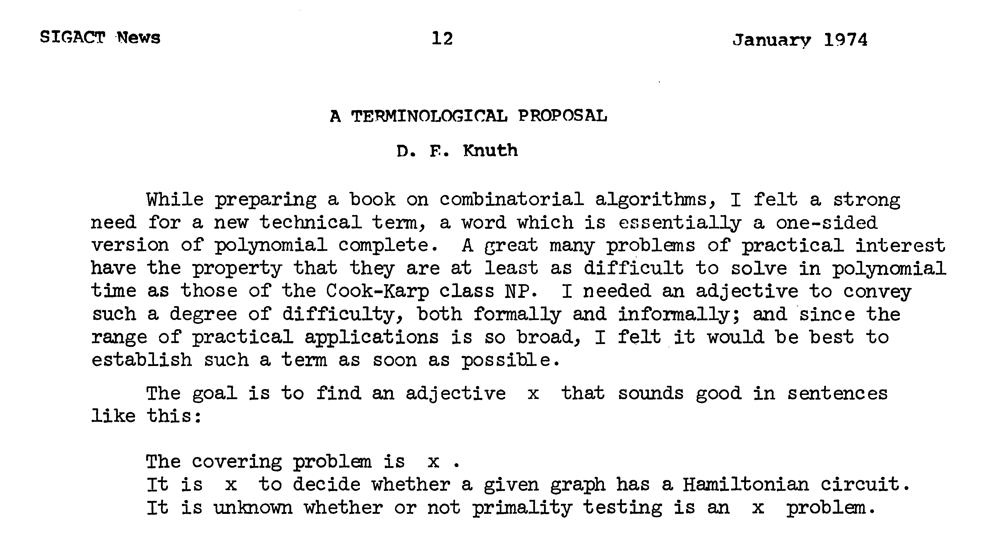 SIGACT News 12 January 1974
A TERMINOLOGICAL PROPOSAL
D. E. Knuth
While preparing a book on combinatorial algorithms, I felt a strong
need for a new technical term, a word which is essentially a one-sided
version of polynomial complete. A great many problems of practical interest
have the property that they are at least as difficult to solve in polynomial
time as those of the Cook-Karp class NP. I needed an adjective to convey
such a degree of difficulty, both formally and informally; and since the
range of practical applications is so broad, I felt it would be best to
establish such a term as soon as possible.
The goal is to find an adjective x that sounds good in sentences
like this:
The covering problem is x .
It is x to decide whether a given graph has a Hamiltonian circuit.
It is unknown whether or not primality testing is an x problem.